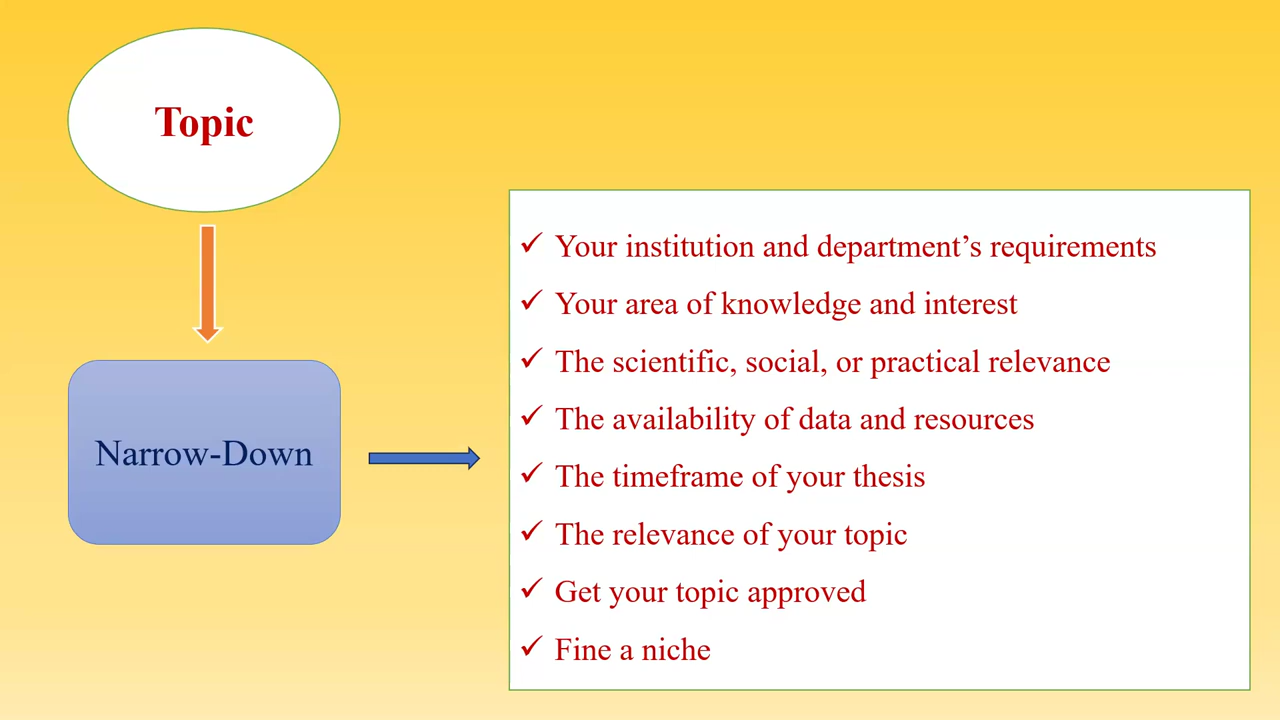 Topic
Narrow-Down
✓ Your institution and department’s requirements
✓ Your area of knowledge and interest
✓ The scientific, social, or practical relevance
✓ The availability of data and resources
✓ The timeframe of your thesis
✓ The relevance of your topic
✓ Get your topic approved
✓ Fine a niche